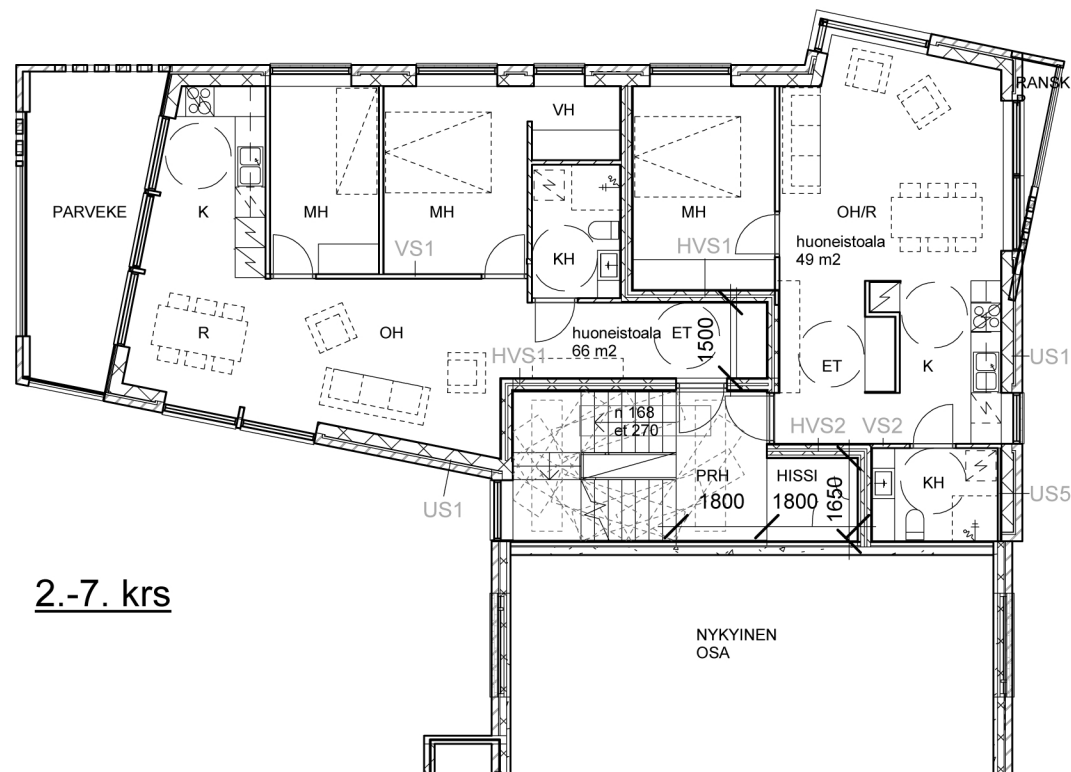 RANSK
VH
PARVEKE
K
MH
MH
MH
OH/R
VS1
HVS1
huoneistoala
49 m2
KH
R
OH
huoneistoala
66 m2
ET
1500
HVS1
ET
K
US1
n 168
et 270
HVS2
VS2
PRH
HISSI
1800
1800
1650
KH
US5
US1
2.-7. krs
NYKYINEN
OSA